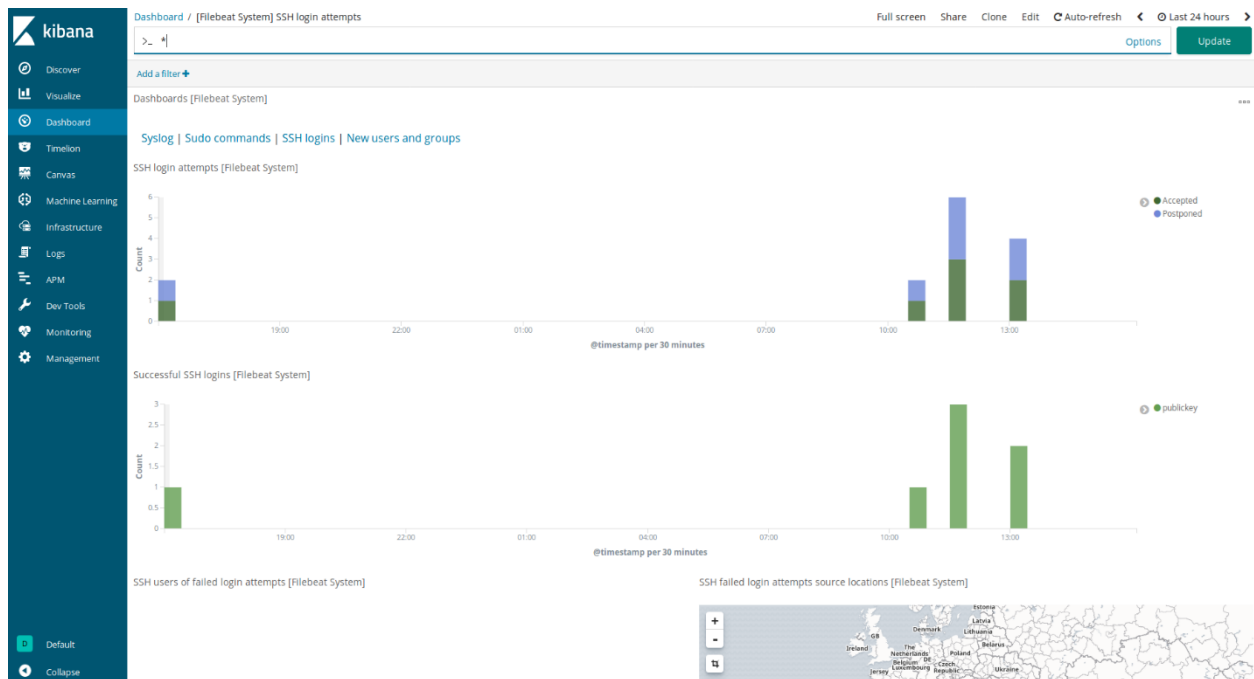 kibana
Discover
Visualize
Dashboard
Timelion
Canvas
Machine Learning
Infrastructure
Logs
APM
Dev Tools
Monitoring
Management
D Default
Collapse
Dashboard / [Filebeat System] SSH login attempts
Full screen Share Clone Edit Auto-refresh Last 24 hours
>_ *
Options Update
Add a filter +
Dashboards [Filebeat System]
Syslog | Sudo commands | SSH logins | New users and groups
SSH login attempts [Filebeat System]
6
5
4
3
2
1
0
Count
19:00 22:00 01:00 04:00 07:00 10:00 13:00
@timestamp per 30 minutes
Accepted
Postponed
Successful SSH logins [Filebeat System]
3
2.5
2
1.5
1
0.5
0
Count
19:00 22:00 01:00 04:00 07:00 10:00 13:00
@timestamp per 30 minutes
publickey
SSH users of failed login attempts [Filebeat System]
SSH failed login attempts source locations [Filebeat System]
+
-
Estonia
Latvia
Denmark
Lithuania
GB
Ireland
The
Netherlands
Belarus
Poland
Belgium
DE
Czech
Republic
Luxembourg
Jersey
Ukraine